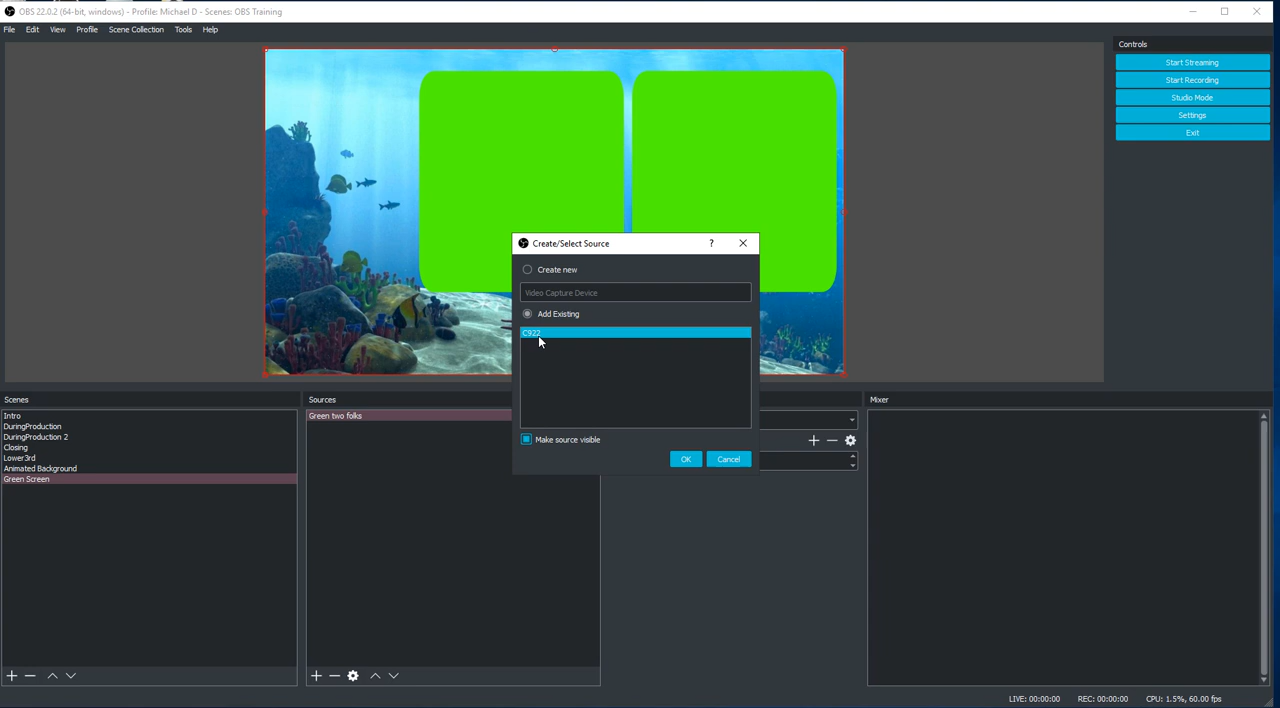 OBS 22.0.2 (64-bit, windows) - Profile: Michael D - Scenes: OBS Training
File Edit View Profile Scene Collection Tools Help
Controls
Start Streaming
Start Recording
Studio Mode
Settings
Exit
Create/Select Source ?
Create new
Video Capture Device
Add Existing
C922
Make source visible
OK Cancel
Scenes
Intro
DuringProduction
DuringProduction 2
Closing
Lower3rd
Animated Background
Green Screen
Sources
Green two folks
Mixer
LIVE: 00:00:00 REC: 00:00:00 CPU: 1.5%, 60.00 fps